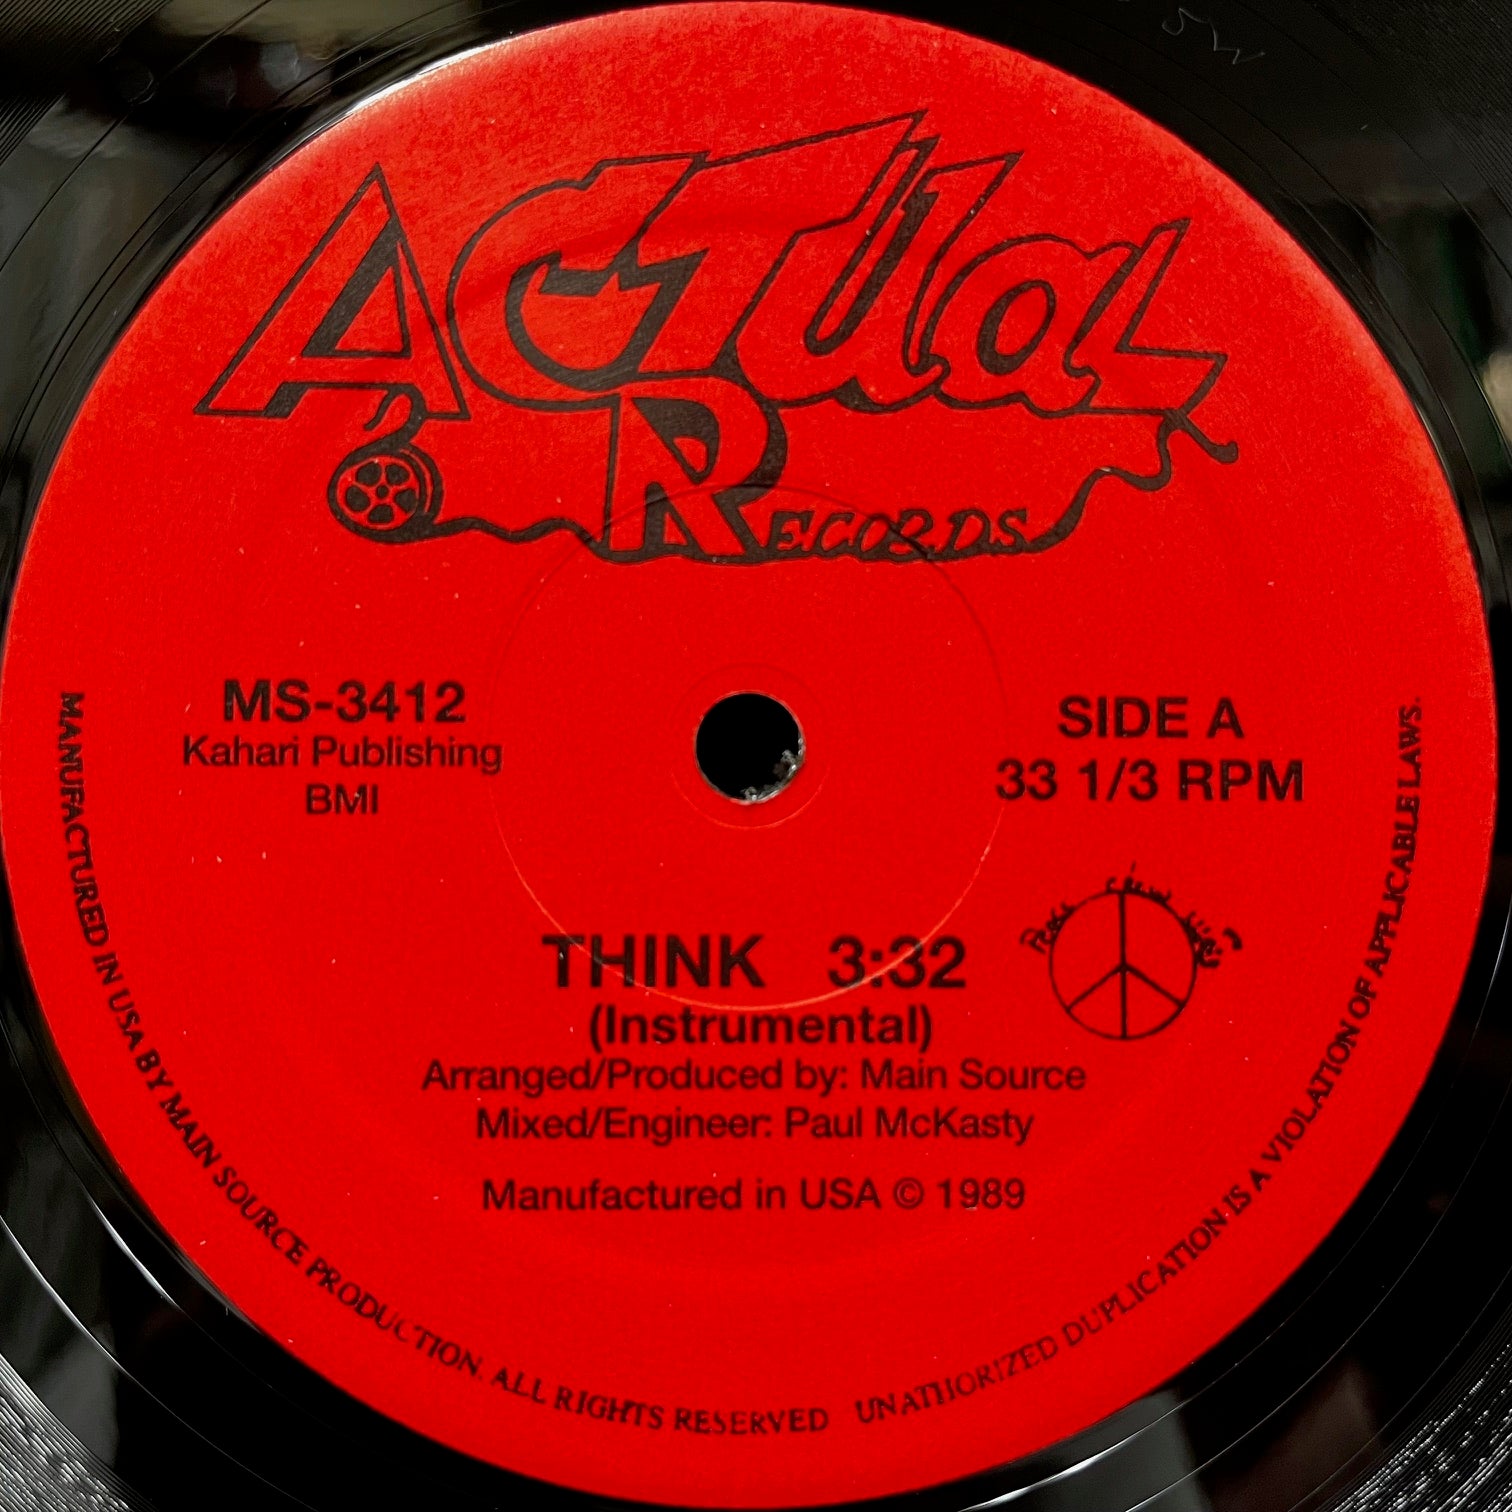 ACTUAL
RECORDS
MS-3412
Kahari Publishing
BMI
SIDE A
33 1/3 RPM
THINK 3:32
(Instrumental)
Arranged/Produced by: Main Source
Mixed/Engineer: Paul McKasty
Manufactured in USA © 1989
MANUFACTURED IN USA BY MAIN SOURCE PRODUCTION. ALL RIGHTS RESERVED UNATHORIZED DUPLICATION IS A VIOLATION OF APPLICABLE LAWS.